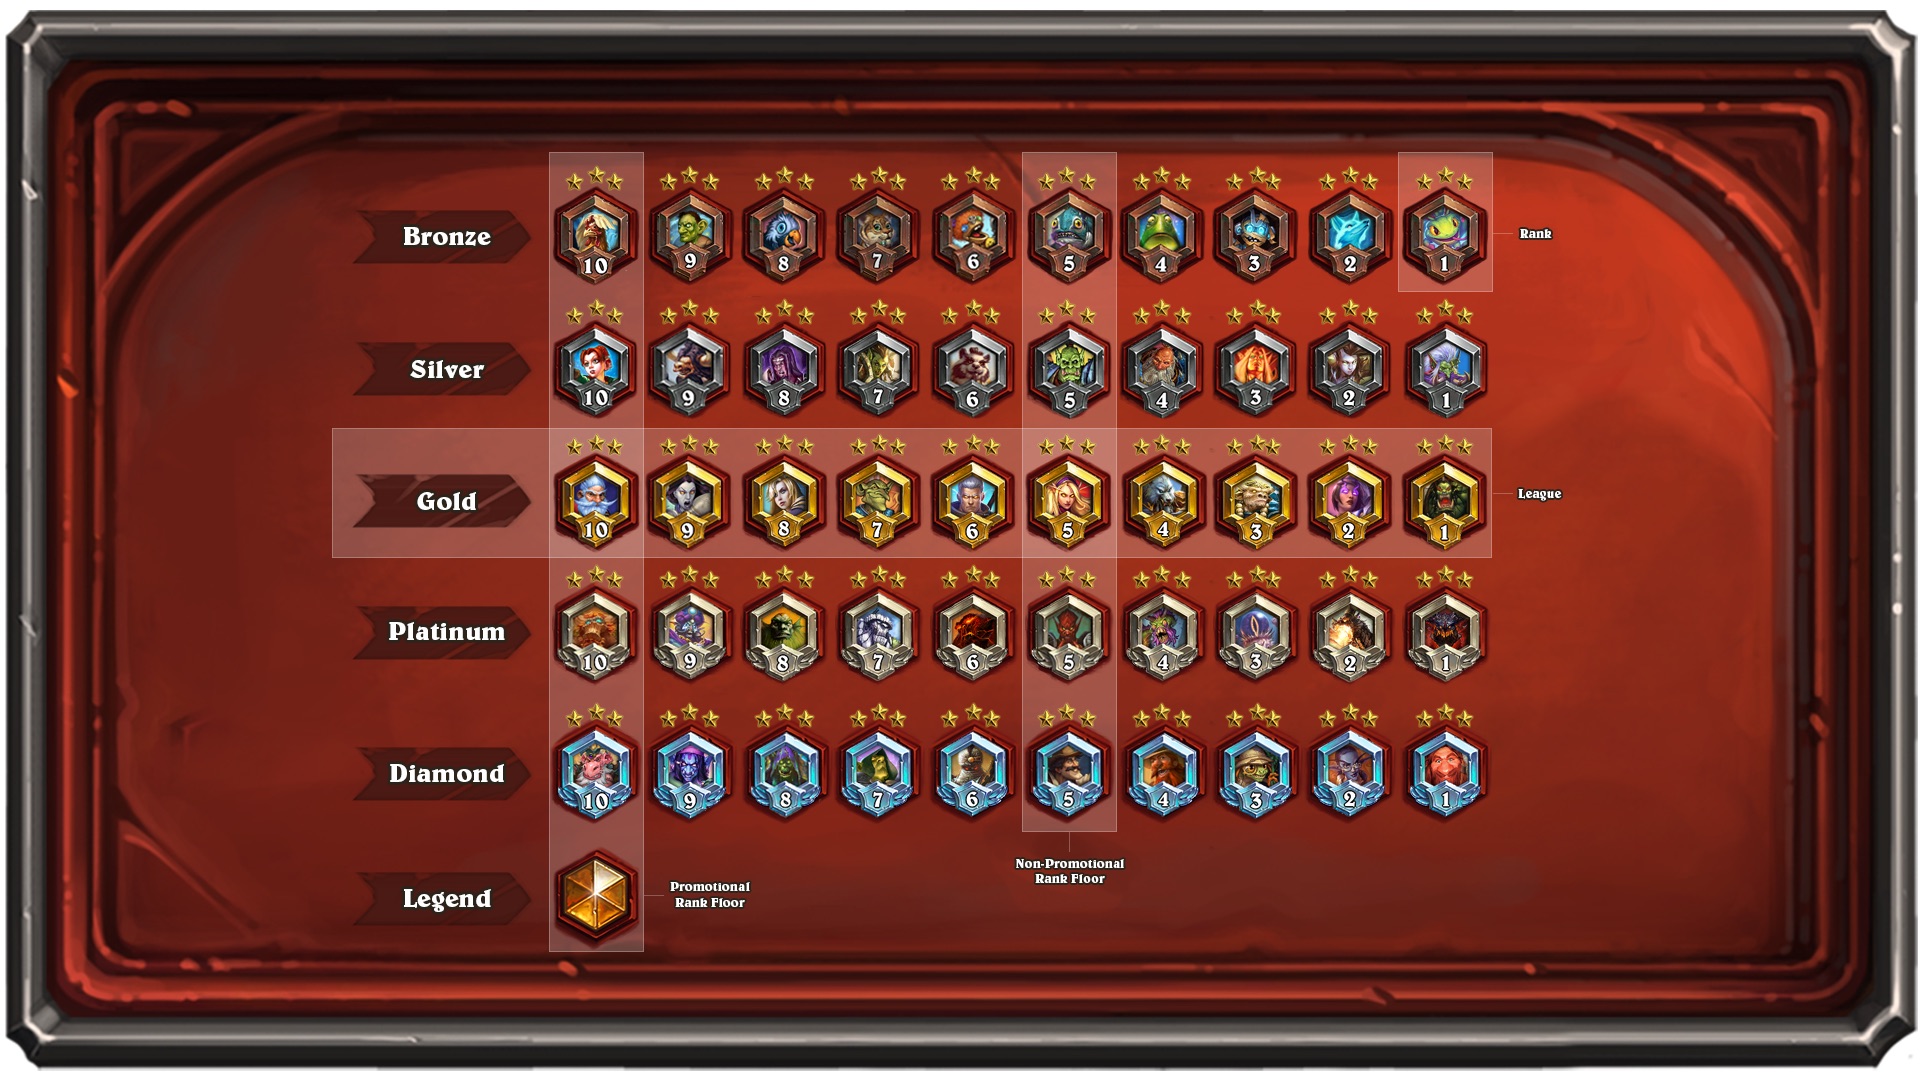 Bronze 10 9 8 7 6 5 4 3 2 1 Rank
Silver 10 9 8 7 6 5 4 3 2 1
Gold 10 9 8 7 6 5 4 3 2 1 League
Platinum 10 9 8 7 6 5 4 3 2 1
Diamond 10 9 8 7 6 5 4 3 2 1
Non-Promotional
Rank Floor
Legend
Promotional
Rank Floor